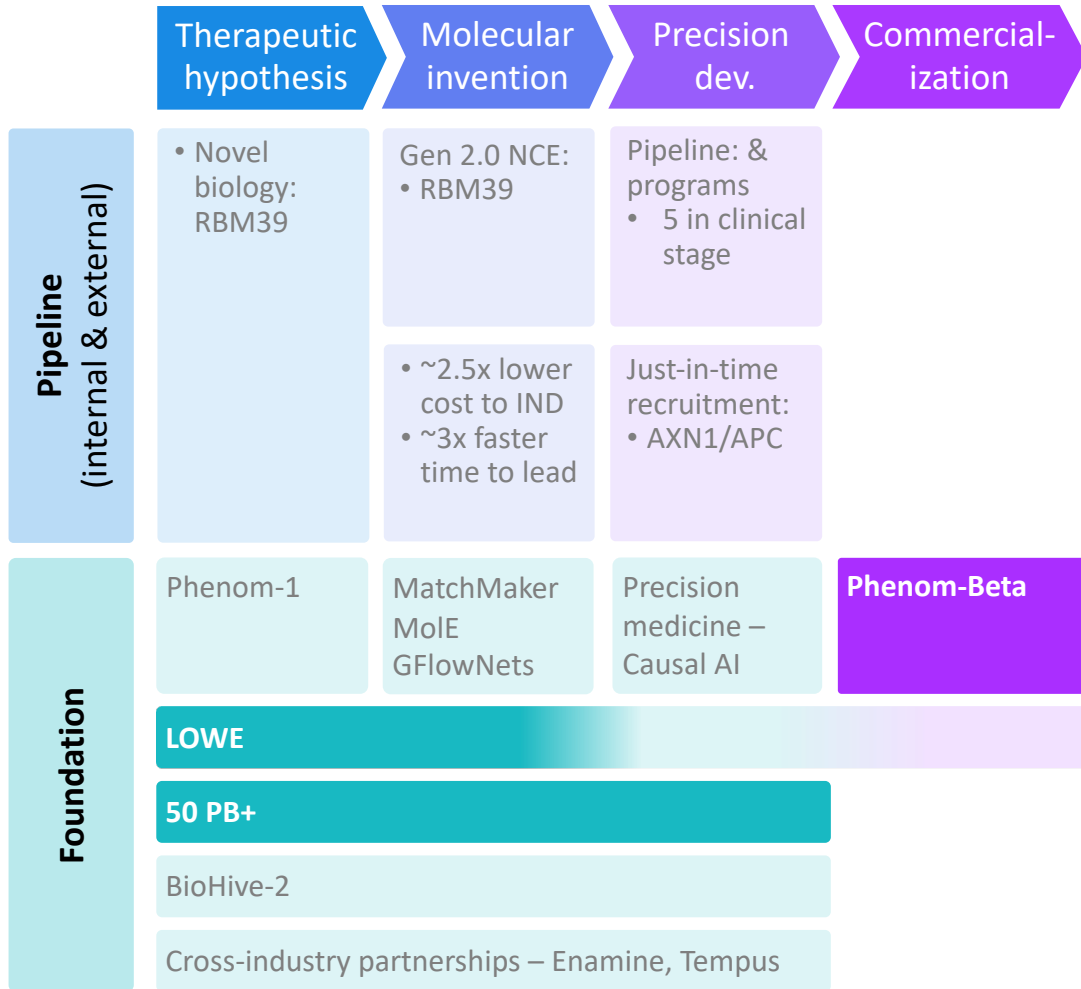 Therapeutic
hypothesis
Molecular
invention
Precision
dev.
Commercial-
ization
Pipeline
(internal & external)
• Novel
biology:
RBM39
Gen 2.0 NCE:
• RBM39
Pipeline: &
programs
• 5 in clinical
stage
• ~2.5x lower
cost to IND
• ~3x faster
time to lead
Just-in-time
recruitment:
• AXN1/APC
Foundation
Phenom-1
MatchMaker
MolE
GFlowNets
Precision
medicine –
Causal AI
Phenom-Beta
LOWE
50 PB+
BioHive-2
Cross-industry partnerships – Enamine, Tempus